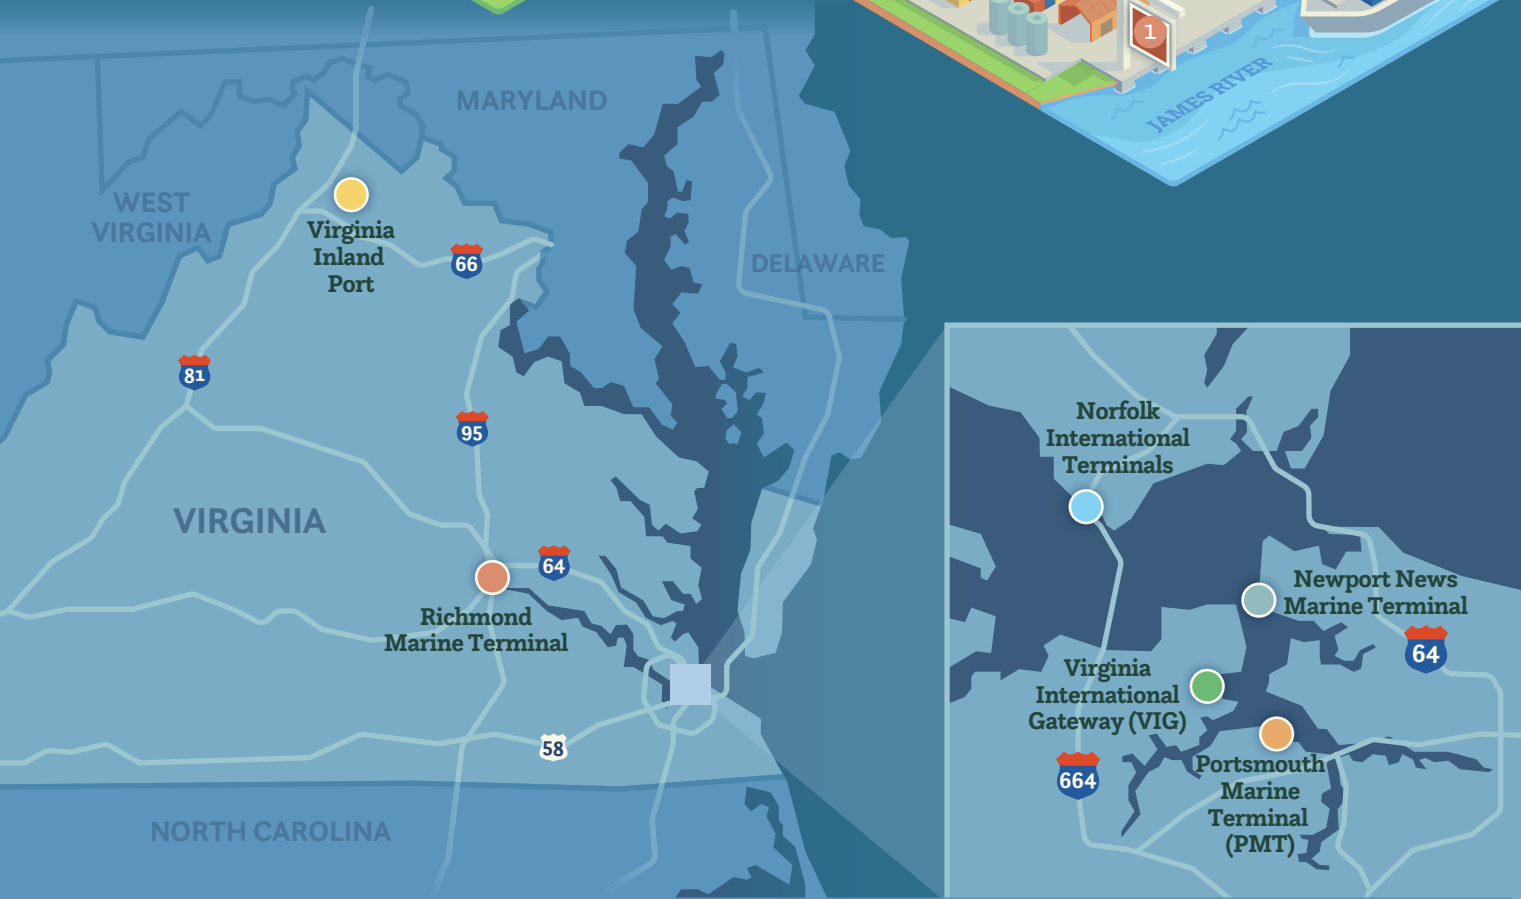 1
JAMES RIVER
MARYLAND
WEST
VIRGINIA
Virginia
Inland
Port
66
DELAWARE
81
95
VIRGINIA
64
Richmond
Marine Terminal
58
NORTH CAROLINA
Norfolk
International
Terminals
Newport News
Marine Terminal
64
Virginia
International
Gateway (VIG)
664
Portsmouth
Marine
Terminal
(PMT)